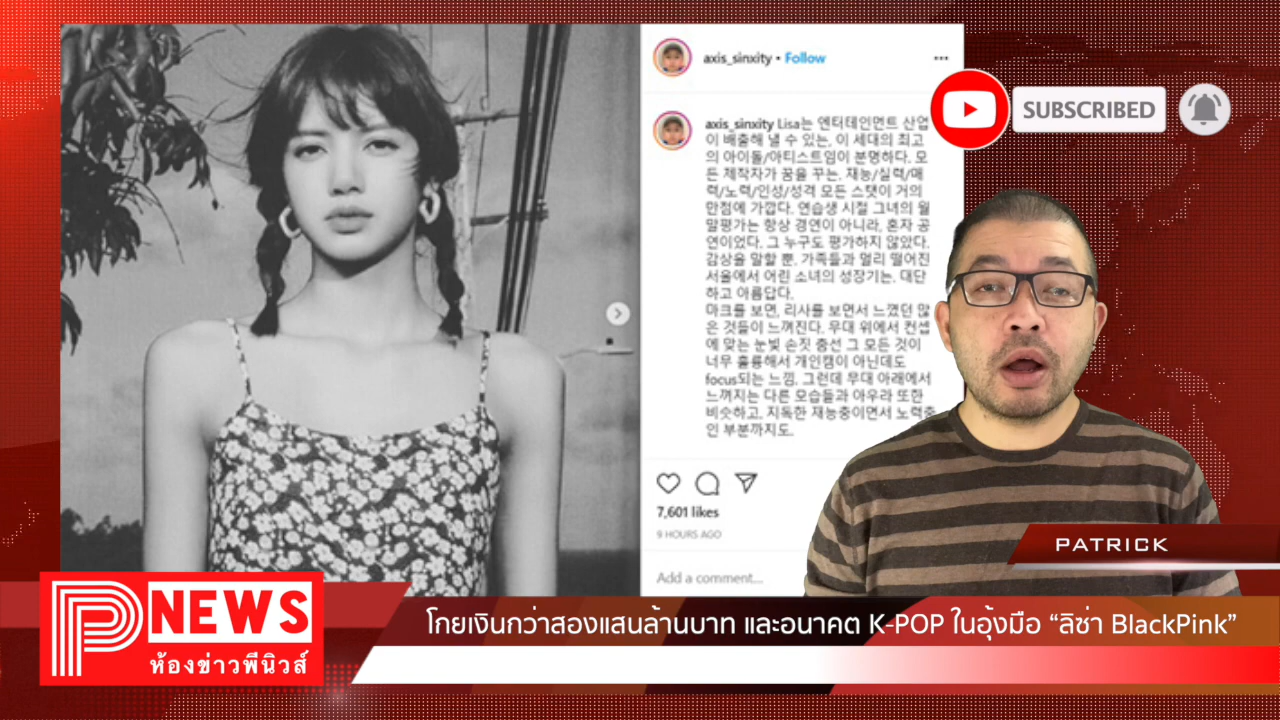 axis_sinxity • Follow
axis_sinxity Lisa는 엔터테인먼트 산업
이 배출해 낼 수 있는, 이 세대의 최고
의 아이돌/아티스트임이 분명하다. 모
든 제작자가 꿈을 꾸는. 재능/실력/매
력/노력/인성/성격 모든 스탯이 거의
만점에 가깝다. 연습생 시절 그녀의 월
말평가는 항상 경연이 아니라, 혼자 공
연이었다. 그 누구도 평가하지 않았다.
감상을 말할 뿐. 가족들과 멀리 떨어진
서울에서 어린 소녀의 성장기는. 대단
하고 아름답다.
마크를 보면, 리사를 보면서 느꼈던 많
은 것들이 느껴진다. 무대 위에서 컨셉
에 맞는 눈빛 손짓 춤선 그 모든 것이
너무 훌륭해서 개인캠이 아닌데도
focus되는 느낌. 그런데 무대 아래에서
느껴지는 다른 모습들과 아우라 또한
비슷하고. 지독한 재능충이면서 노력충
인 부분까지도.
7,601 likes
9 HOURS AGO
Add a comment...
SUBSCRIBED
PATRICK
P NEWS
ห้องข่าวพีนิวส์
โกยเงินกว่าสองแสนล้านบาท และอนาคต K-POP ในอุ้งมือ “ลิซ่า BlackPink”